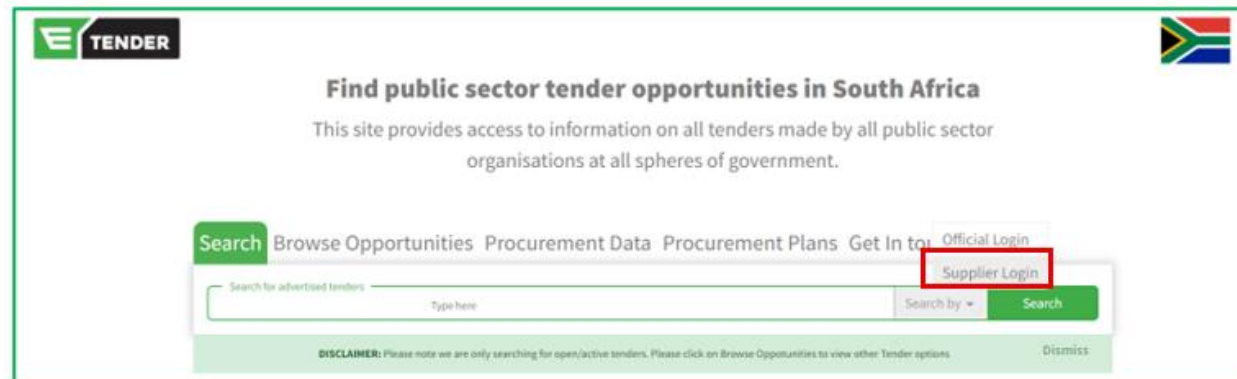 E TENDER
Find public sector tender opportunities in South Africa
This site provides access to information on all tenders made by all public sector
organisations at all spheres of government.
Search Browse Opportunities Procurement Data Procurement Plans Get In tou
Official Login
Supplier Login
Search for advertised tenders
Type here
Search by
Search
DISCLAIMER: Please note we are only searching for open/active tenders. Please click on Browse Oppotunities to view other Tender options
Dismiss